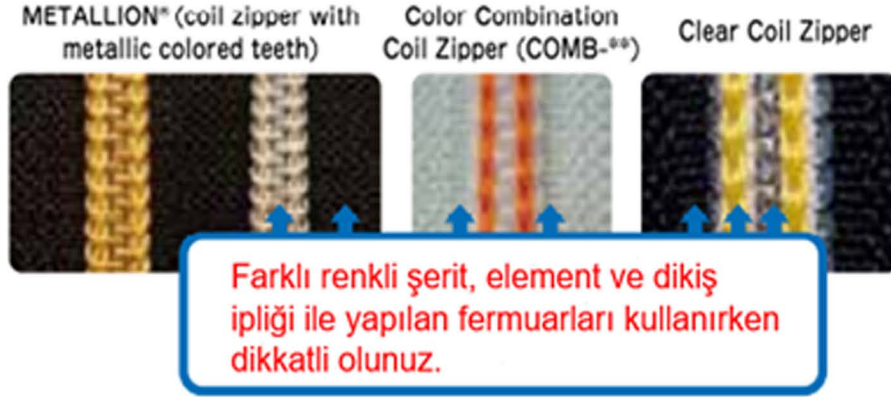 METALLION® (coil zipper with
metallic colored teeth)
Color Combination
Coil Zipper (COMB-**)
Clear Coil Zipper
Farklı renkli şerit, element ve dikiş
ipliği ile yapılan fermuarları kullanırken
dikkatli olunuz.